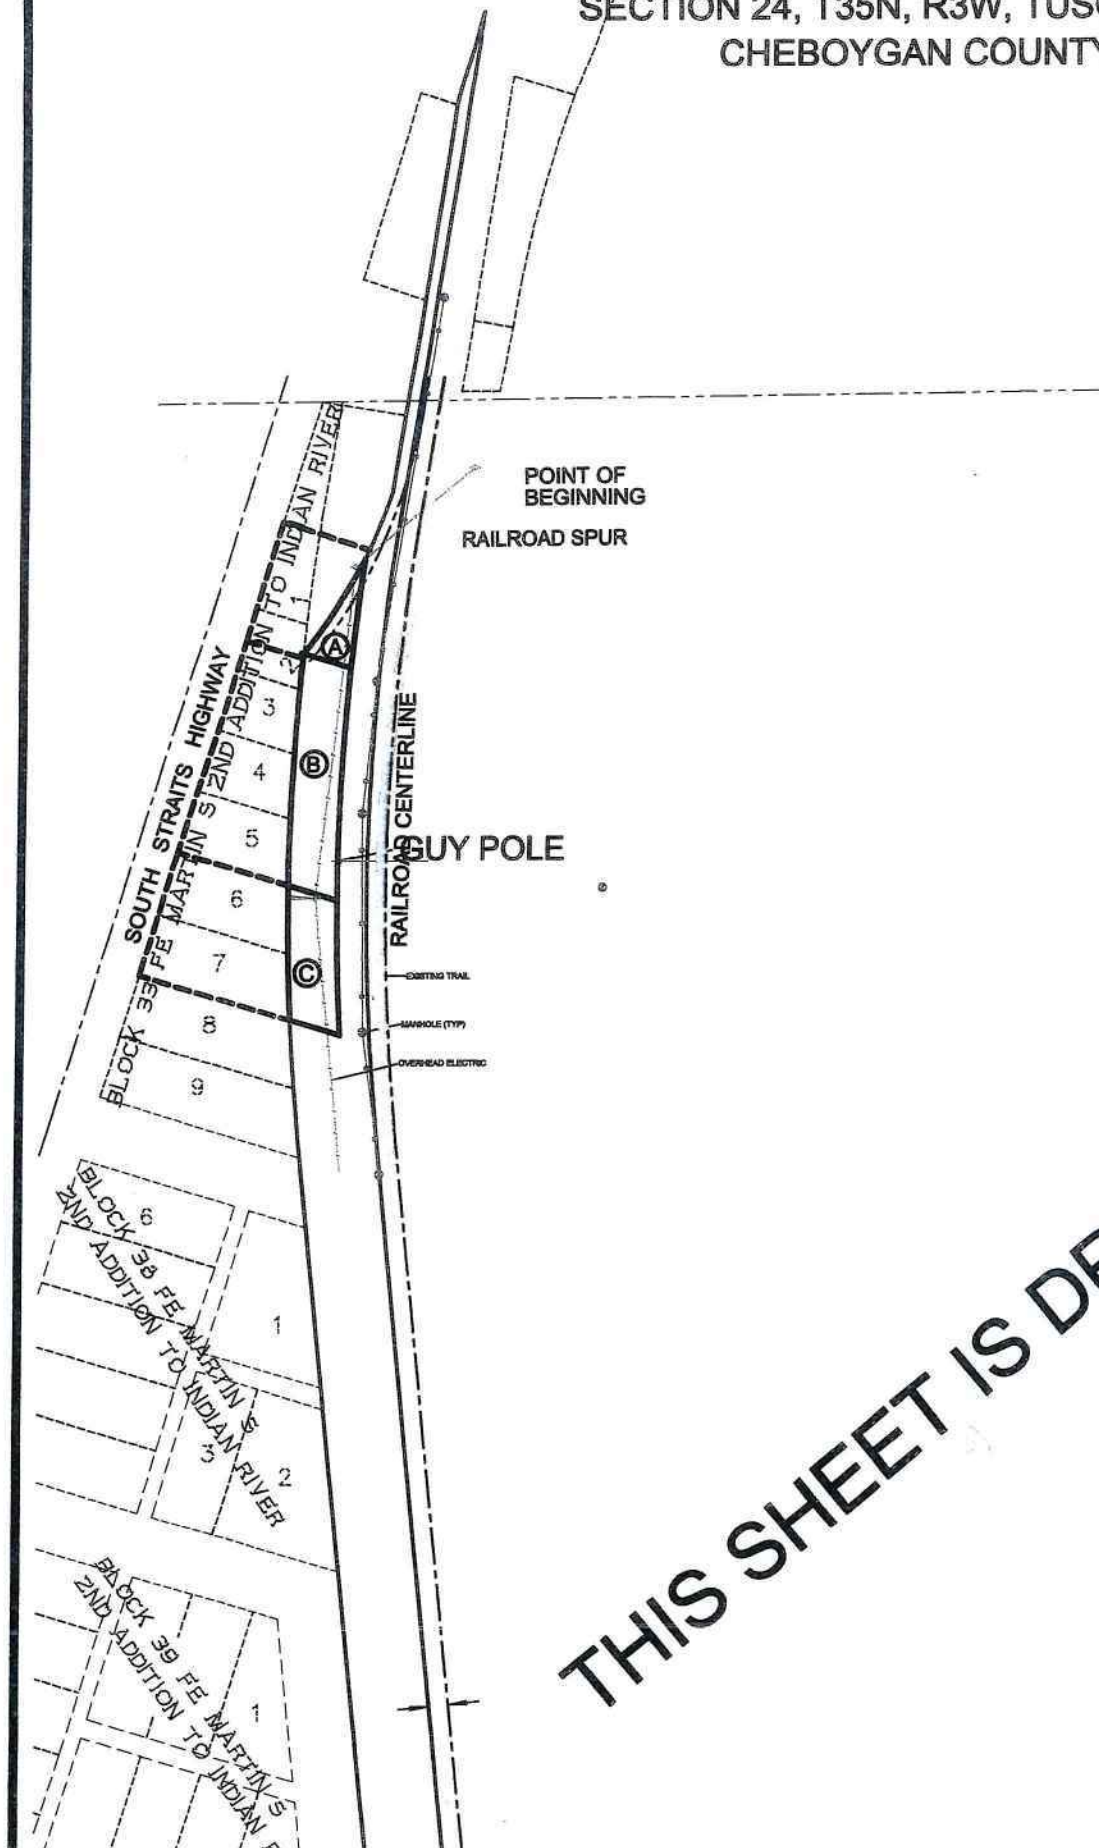 SECTION 24, T35N, R3W, TUS
CHEBOYGAN COUNTY
POINT OF
BEGINNING
RAILROAD SPUR
SOUTH STRAITS HIGHWAY
BLOCK 33 FE MARTIN S 2ND ADDITION TO INDIAN RIVER
1
2
3
4
5
6
7
8
9
A
B
C
RAILROAD CENTERLINE
GUY POLE
EXISTING TRAIL
MANHOLE (TYP)
OVERHEAD ELECTRIC
BLOCK 38 FE MARTIN S
2ND ADDITION TO INDIAN RIVER
6
1
3
2
BLOCK 39 FE MARTIN S
2ND ADDITION TO INDIAN
1
THIS SHEET IS